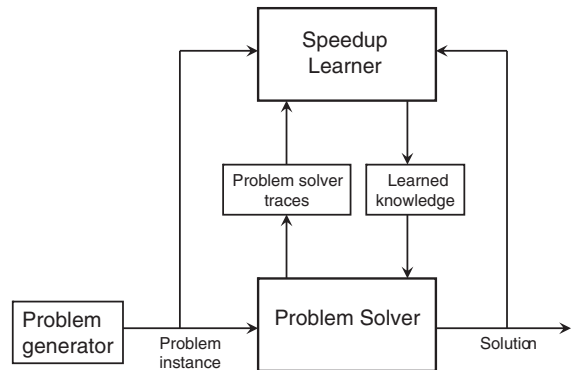 Speedup
Learner
Problem solver
traces
Learned
knowledge
Problem
generator
Problem
instance
Problem Solver
Solution